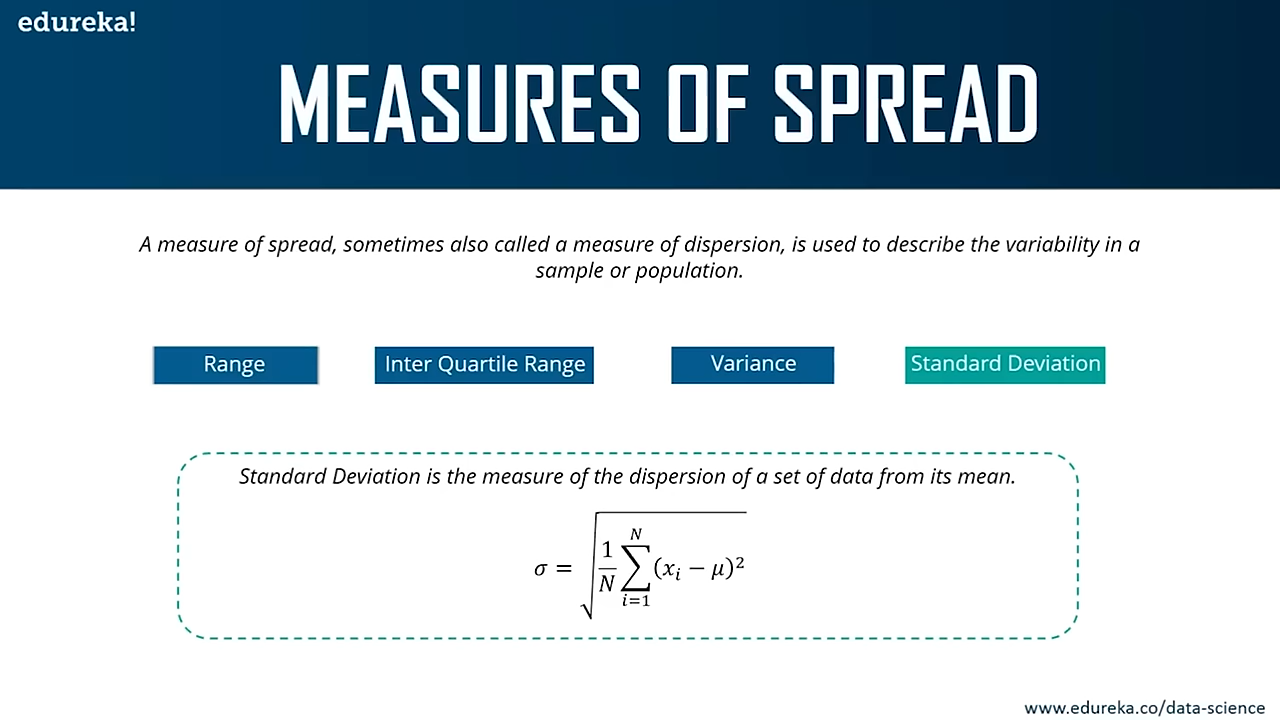 edureka!
MEASURES OF SPREAD
A measure of spread, sometimes also called a measure of dispersion, is used to describe the variability in a
sample or population.
Range
Inter Quartile Range
Variance
Standard Deviation
Standard Deviation is the measure of the dispersion of a set of data from its mean.
σ = √(1/N ∑_{i=1}^{N} (x_i − μ)²)
www.edureka.co/data-science